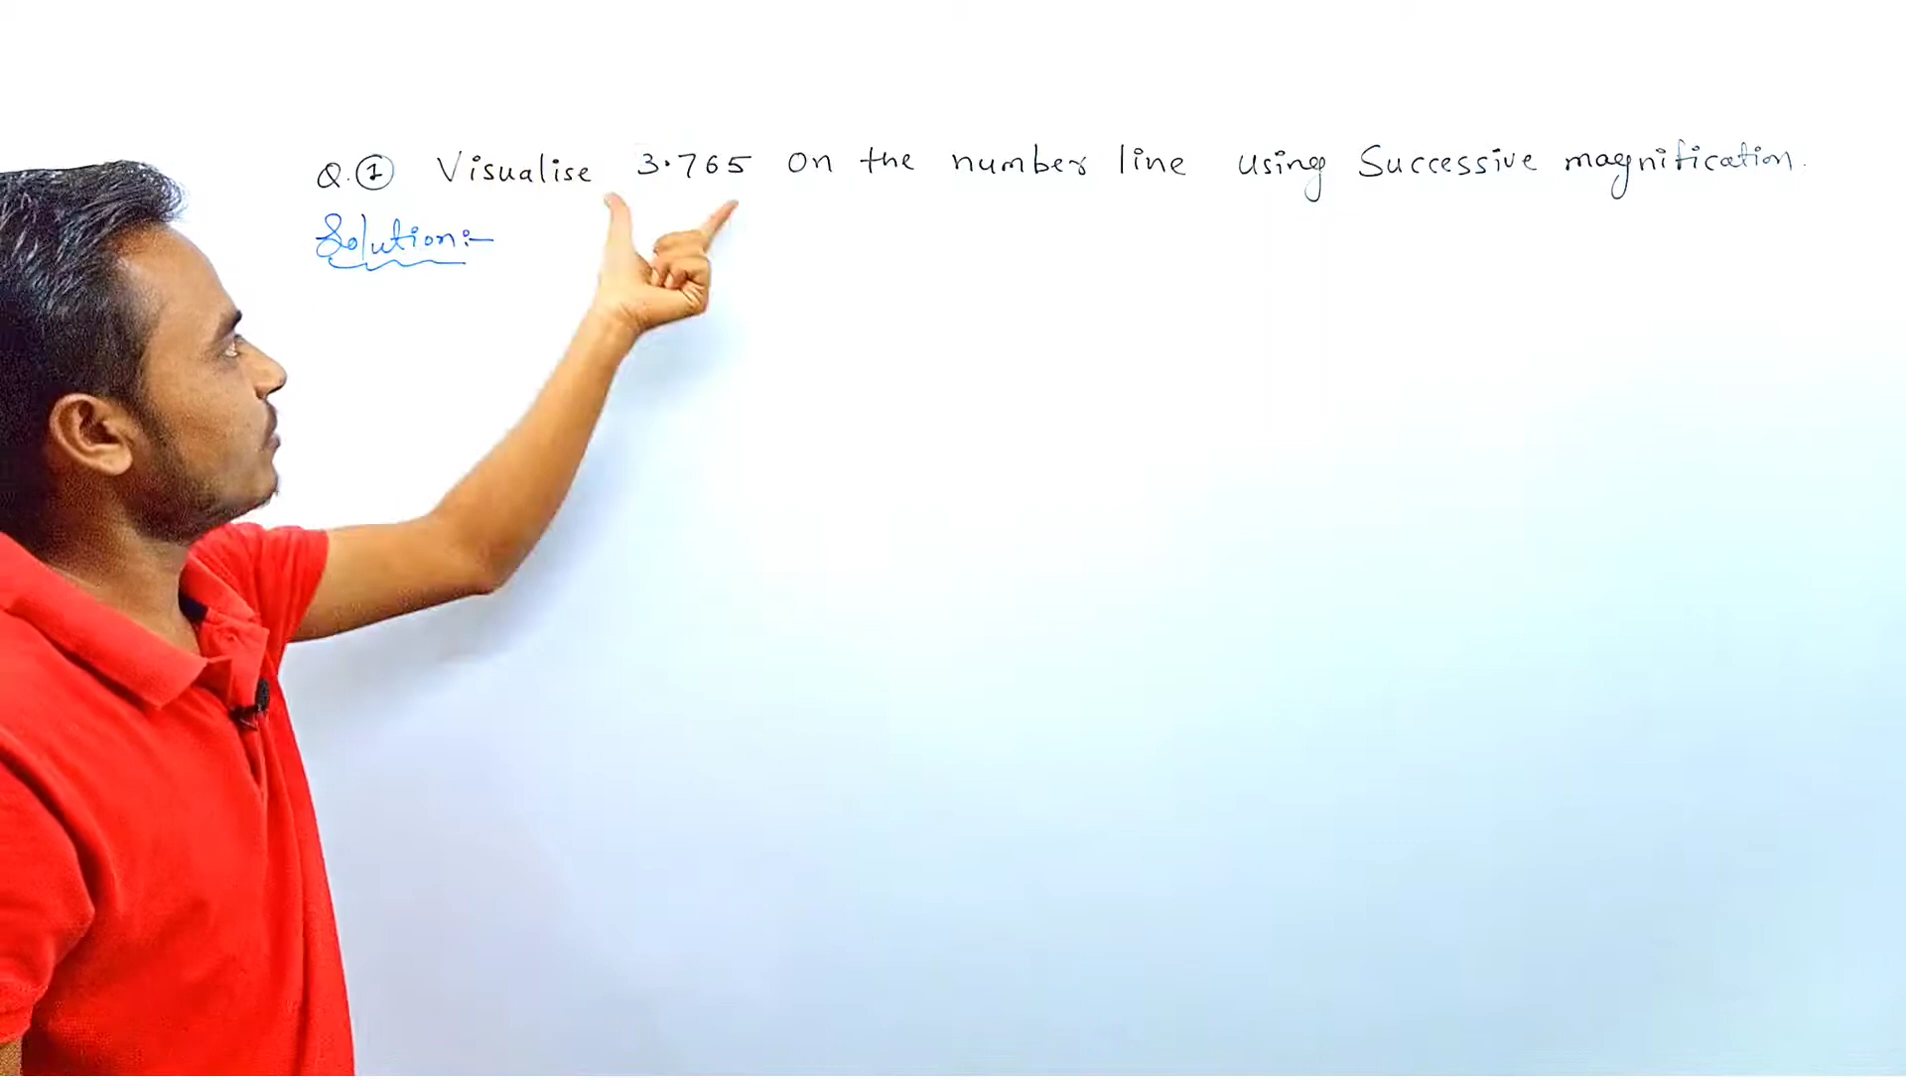 Q.① Visualise 3.765 on the number line using Successive magnification.
Solution:-